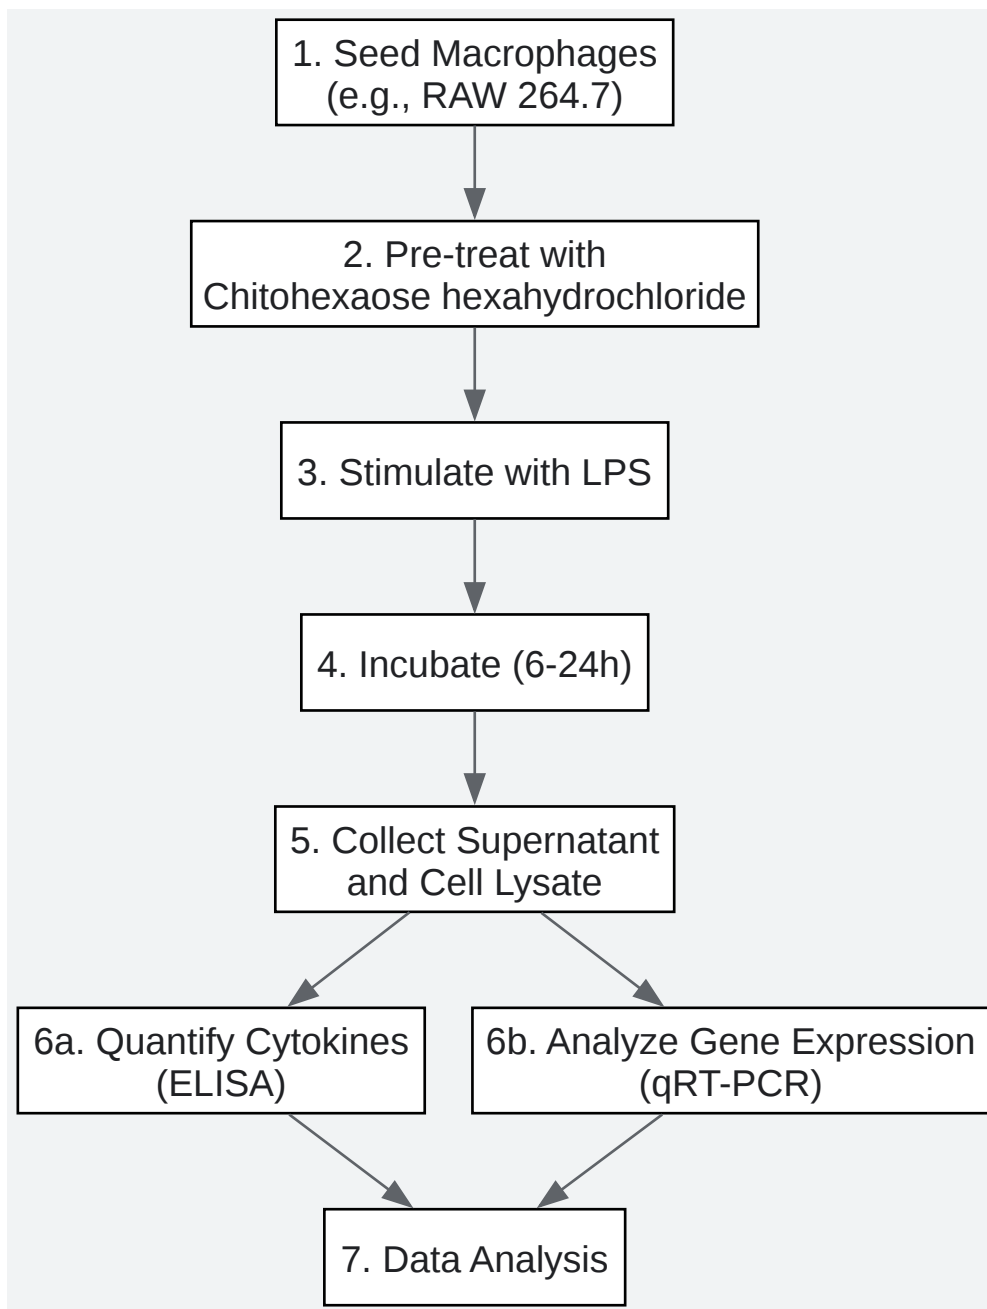 1. Seed Macrophages
(e.g., RAW 264.7)
2. Pre-treat with
Chitohexaose hexahydrochloride
3. Stimulate with LPS
4. Incubate (6-24h)
5. Collect Supernatant
and Cell Lysate
6a. Quantify Cytokines
(ELISA)
6b. Analyze Gene Expression
(qRT-PCR)
7. Data Analysis